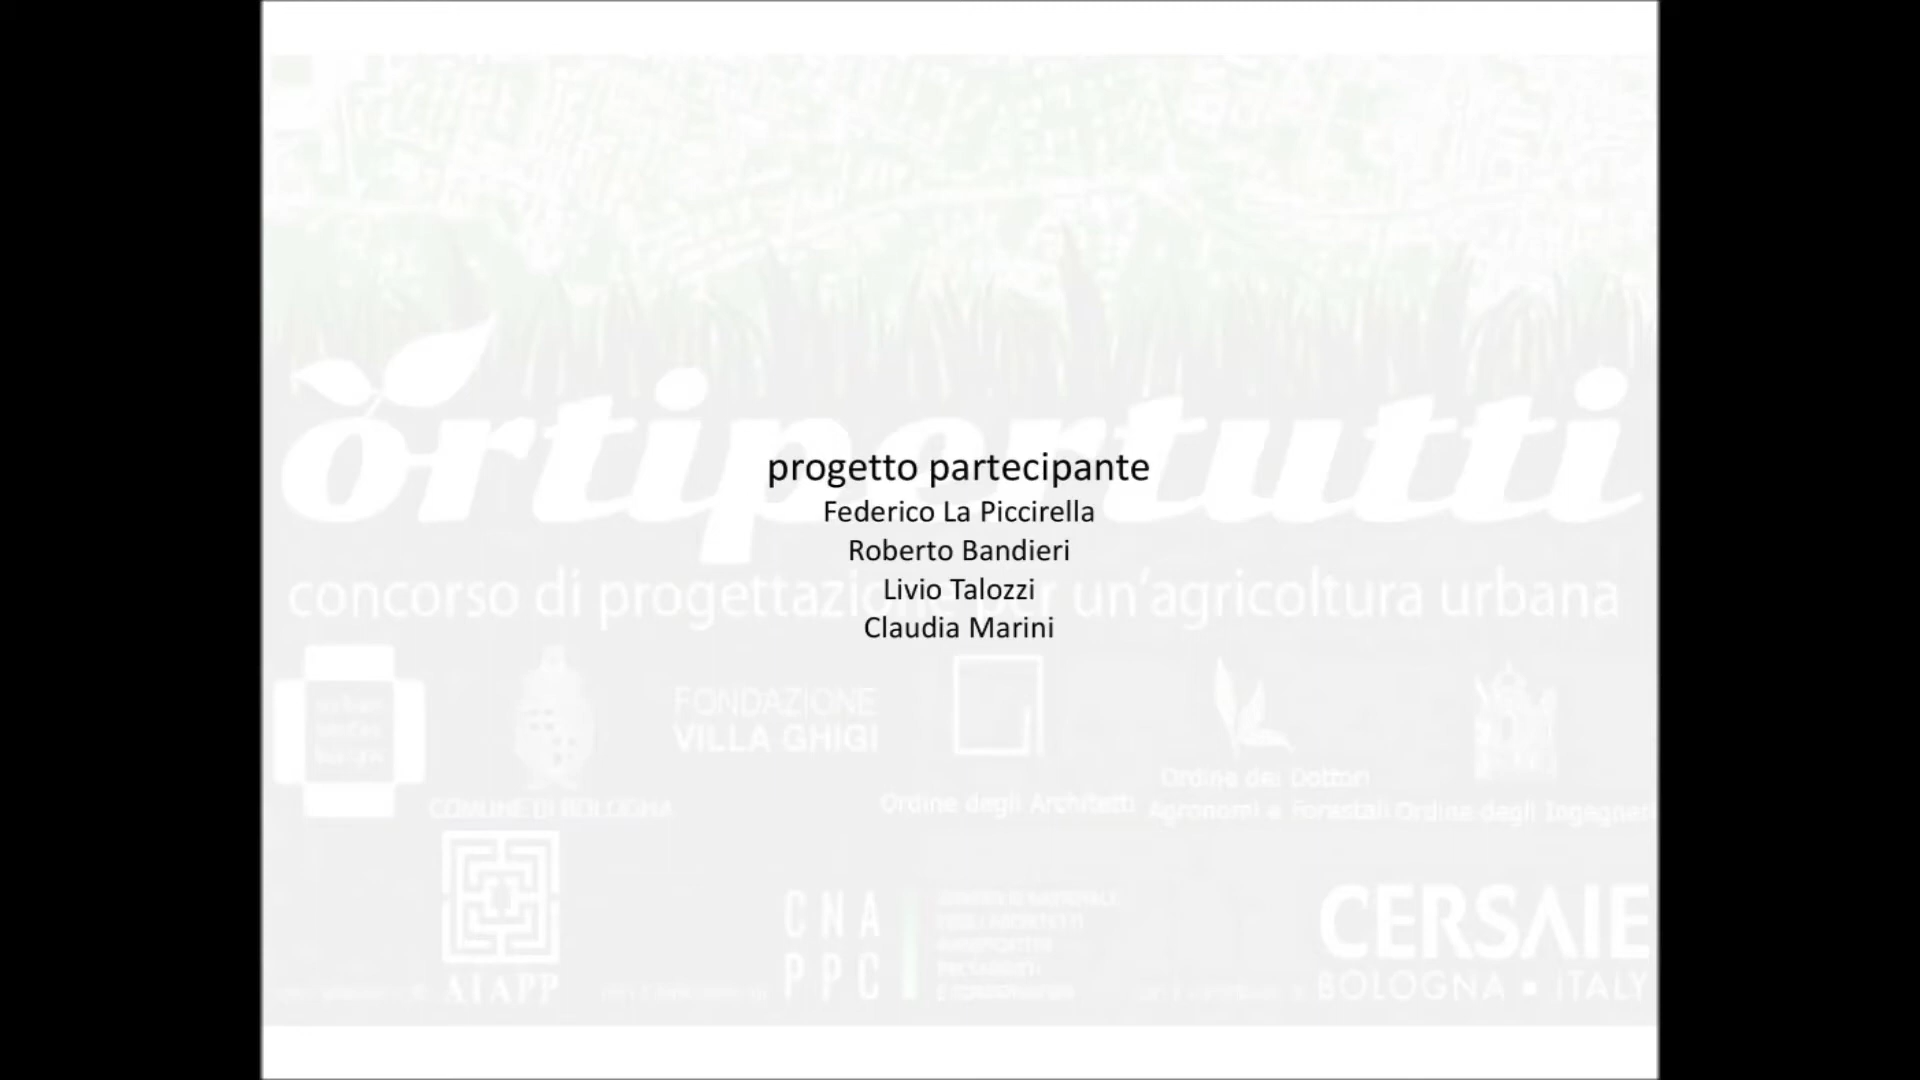 ortipertutti
progetto partecipante
Federico La Piccirella
Roberto Bandieri
Livio Talozzi
Claudia Marini
concorso di progettazione per un'agricoltura urbana
FONDAZIONE
VILLA GHIGI
COMUNE DI BOLOGNA
Ordine degli Architetti
Ordine dei Dottori
Agronomi e Forestali
Ordine degli Ingegneri
AIAPP
CNA
PPC
CERSAIE
BOLOGNA ▪ ITALY